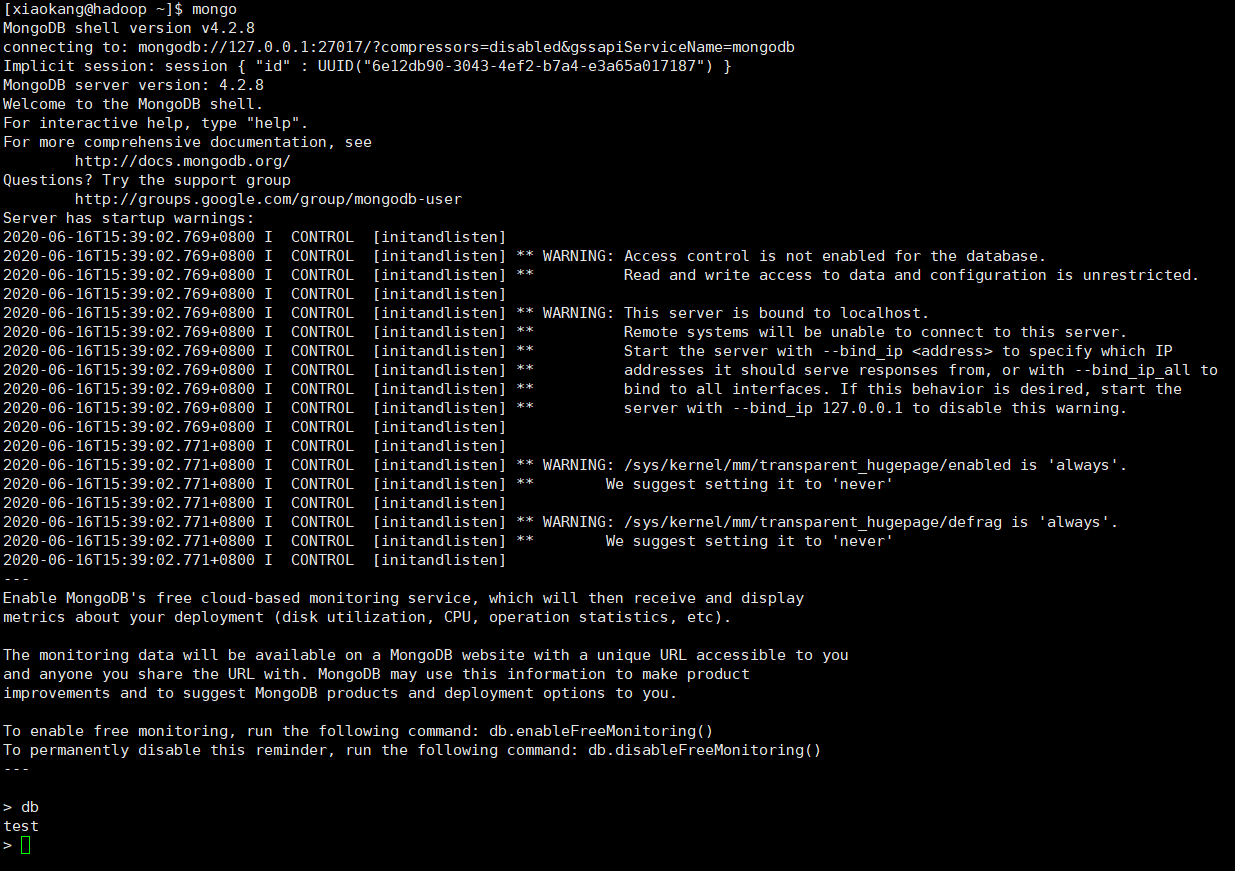 [xiaokang@hadoop ~]$ mongo
MongoDB shell version v4.2.8
connecting to: mongodb://127.0.0.1:27017/?compressors=disabled&gssapiServiceName=mongodb
Implicit session: session { "id" : UUID("6e12db90-3043-4ef2-b7a4-e3a65a017187") }
MongoDB server version: 4.2.8
Welcome to the MongoDB shell.
For interactive help, type "help".
For more comprehensive documentation, see
        http://docs.mongodb.org/
Questions? Try the support group
        http://groups.google.com/group/mongodb-user
Server has startup warnings:
2020-06-16T15:39:02.769+0800 I  CONTROL  [initandlisten]
2020-06-16T15:39:02.769+0800 I  CONTROL  [initandlisten] ** WARNING: Access control is not enabled for the database.
2020-06-16T15:39:02.769+0800 I  CONTROL  [initandlisten] **          Read and write access to data and configuration is unrestricted.
2020-06-16T15:39:02.769+0800 I  CONTROL  [initandlisten]
2020-06-16T15:39:02.769+0800 I  CONTROL  [initandlisten] ** WARNING: This server is bound to localhost.
2020-06-16T15:39:02.769+0800 I  CONTROL  [initandlisten] **          Remote systems will be unable to connect to this server.
2020-06-16T15:39:02.769+0800 I  CONTROL  [initandlisten] **          Start the server with --bind_ip <address> to specify which IP
2020-06-16T15:39:02.769+0800 I  CONTROL  [initandlisten] **          addresses it should serve responses from, or with --bind_ip_all to
2020-06-16T15:39:02.769+0800 I  CONTROL  [initandlisten] **          bind to all interfaces. If this behavior is desired, start the
2020-06-16T15:39:02.769+0800 I  CONTROL  [initandlisten] **          server with --bind_ip 127.0.0.1 to disable this warning.
2020-06-16T15:39:02.769+0800 I  CONTROL  [initandlisten]
2020-06-16T15:39:02.771+0800 I  CONTROL  [initandlisten]
2020-06-16T15:39:02.771+0800 I  CONTROL  [initandlisten] ** WARNING: /sys/kernel/mm/transparent_hugepage/enabled is 'always'.
2020-06-16T15:39:02.771+0800 I  CONTROL  [initandlisten] **        We suggest setting it to 'never'
2020-06-16T15:39:02.771+0800 I  CONTROL  [initandlisten]
2020-06-16T15:39:02.771+0800 I  CONTROL  [initandlisten] ** WARNING: /sys/kernel/mm/transparent_hugepage/defrag is 'always'.
2020-06-16T15:39:02.771+0800 I  CONTROL  [initandlisten] **        We suggest setting it to 'never'
2020-06-16T15:39:02.771+0800 I  CONTROL  [initandlisten]
---
Enable MongoDB's free cloud-based monitoring service, which will then receive and display
metrics about your deployment (disk utilization, CPU, operation statistics, etc).

The monitoring data will be available on a MongoDB website with a unique URL accessible to you
and anyone you share the URL with. MongoDB may use this information to make product
improvements and to suggest MongoDB products and deployment options to you.

To enable free monitoring, run the following command: db.enableFreeMonitoring()
To permanently disable this reminder, run the following command: db.disableFreeMonitoring()
---

> db
test
>